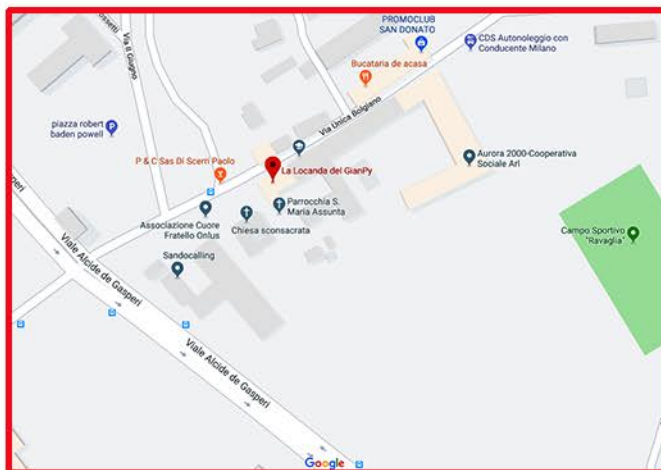 ossetti
Via II Giugno
PROMOCLUB
SAN DONATO
CDS Autonoleggio con
Conducente Milano
Bucataria de acasa
piazza robert
baden powell
Via Unica Bolgiano
P & C Sas Di Scerri Paolo
La Locanda del GianPy
Aurora 2000-Cooperativa
Sociale Arl
Parrocchia S.
Maria Assunta
Associazione Cuore
Fratello Onlus
Chiesa sconsacrata
Campo Sportivo
"Ravaglia"
Sandocalling
Viale Alcide de Gasperi
Viale Alcide de Gasperi
Viale Alcide de Gasperi
Google